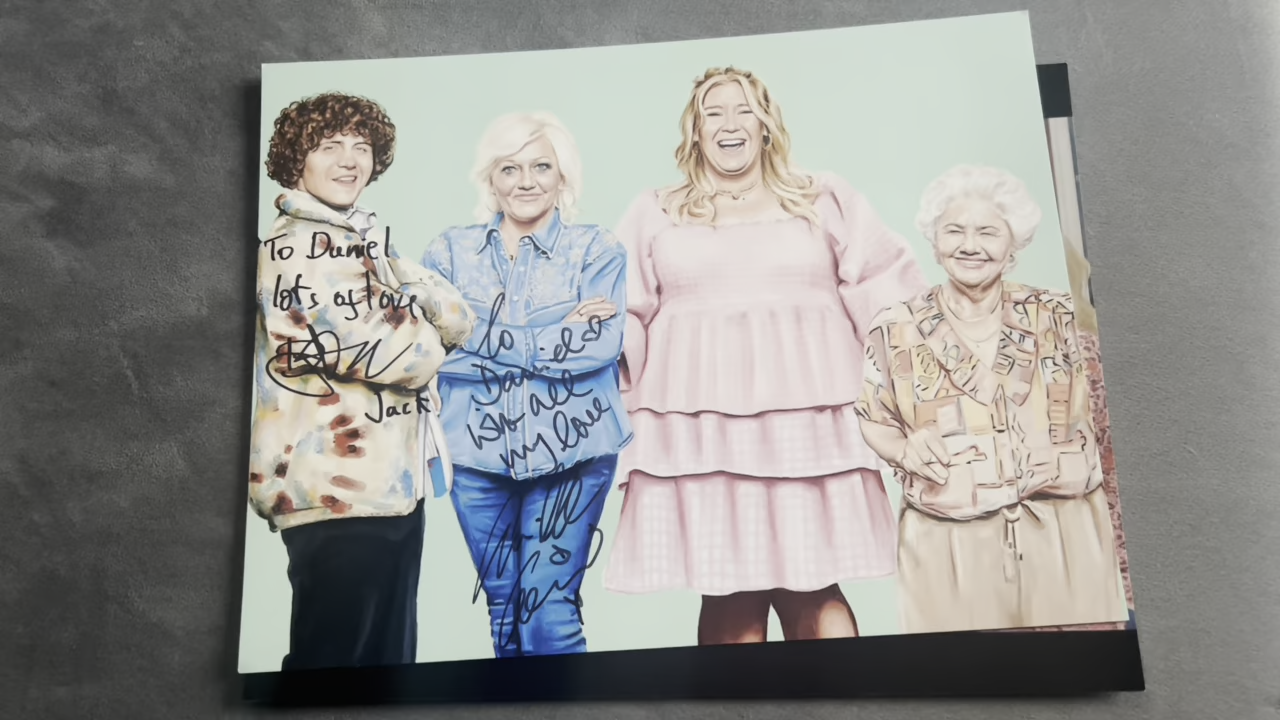 To Daniel
lots of love
Jack
To
Daniel
with all
my love